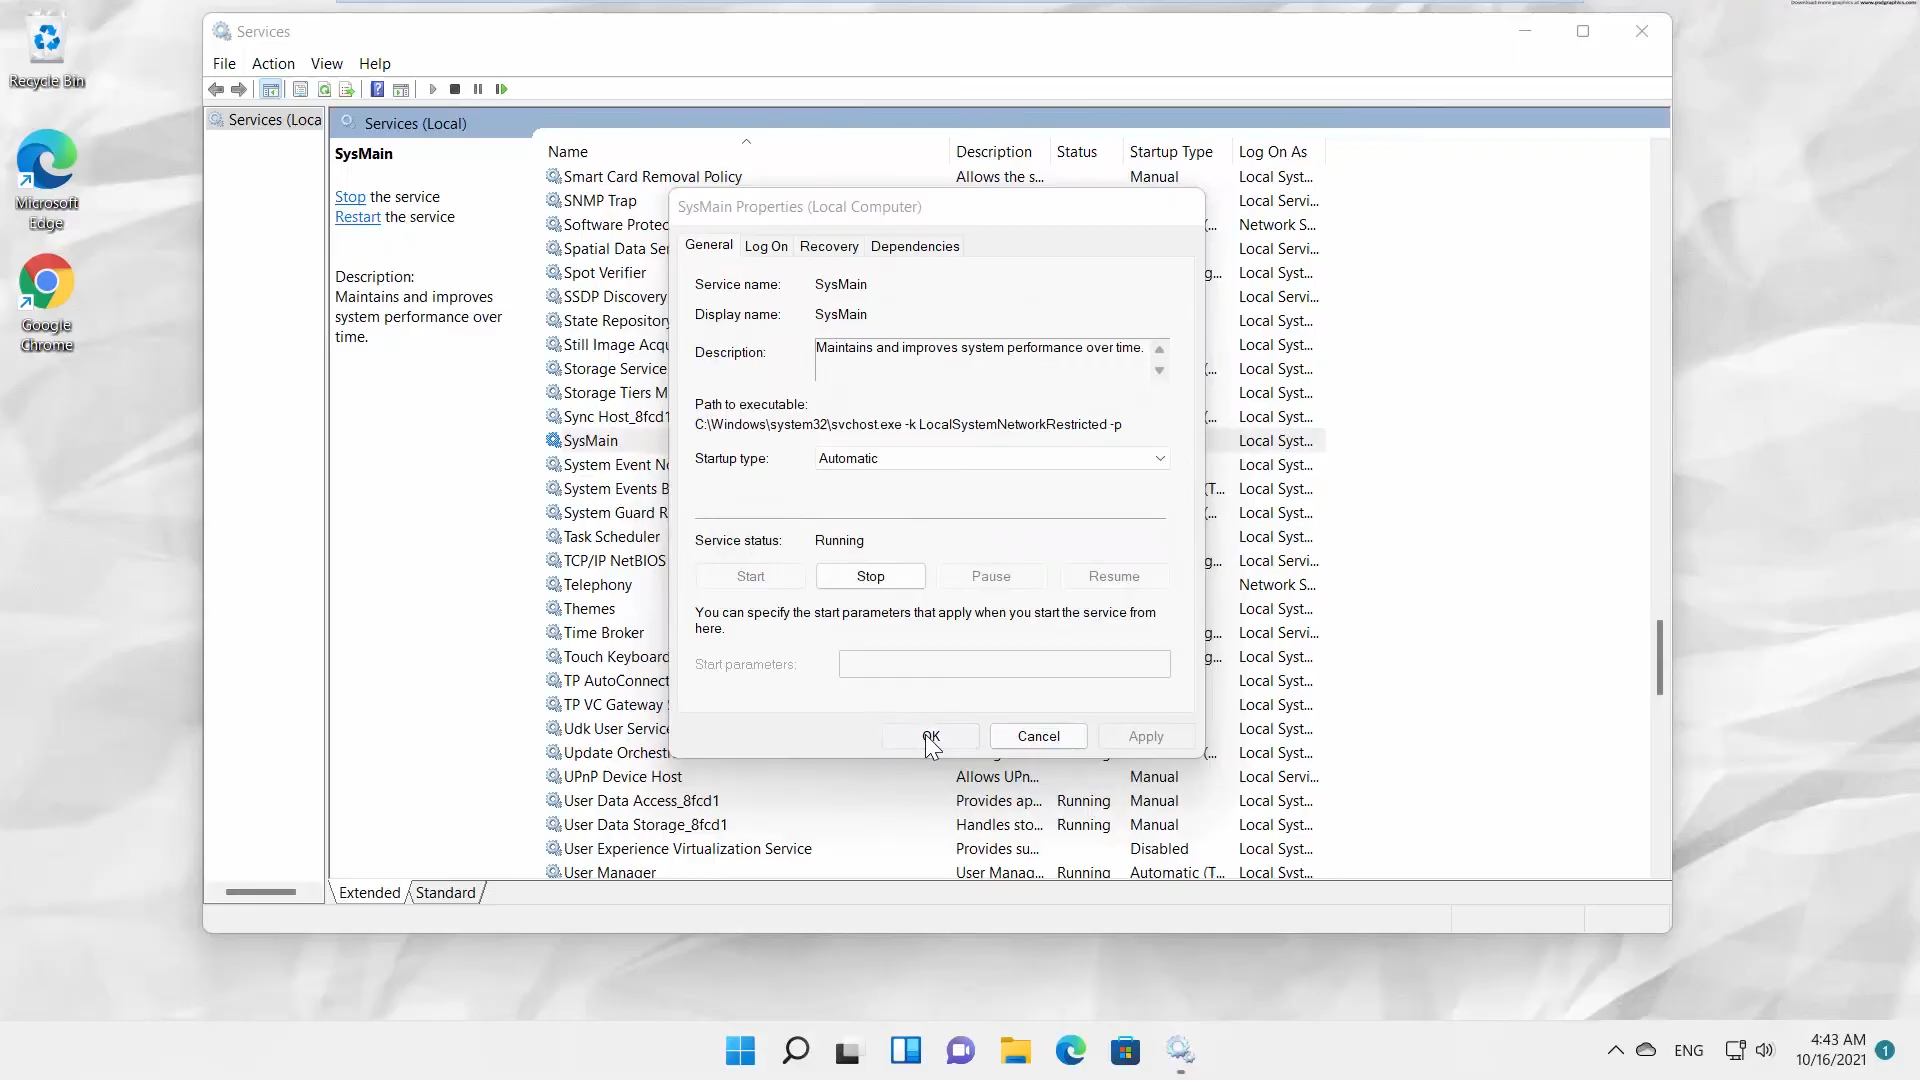 Download more graphics at www.psdgraphics.com
Recycle Bin
Microsoft
Edge
Google
Chrome
Services
File Action View Help
Services (Loca
Services (Local)
SysMain
Stop the service
Restart the service
Description:
Maintains and improves
system performance over
time.
Name Description Status Startup Type Log On As
Smart Card Removal Policy Allows the s... Manual Local Syst...
SNMP Trap Local Servi...
Software Protec (... Network S...
Spatial Data Ser Local Servi...
Spot Verifier g... Local Syst...
SSDP Discovery Local Servi...
State Repository Local Syst...
Still Image Acqu Local Syst...
Storage Service (... Local Syst...
Storage Tiers M Local Syst...
Sync Host_8fcd1 (... Local Syst...
SysMain Local Syst...
System Event No Local Syst...
System Events B (T... Local Syst...
System Guard R (... Local Syst...
Task Scheduler Local Syst...
TCP/IP NetBIOS g... Local Servi...
Telephony Network S...
Themes Local Syst...
Time Broker g... Local Servi...
Touch Keyboard g... Local Syst...
TP AutoConnect Local Syst...
TP VC Gateway S Local Syst...
Udk User Service Local Syst...
Update Orchestr (... Local Syst...
UPnP Device Host Allows UPn... Manual Local Servi...
User Data Access_8fcd1 Provides ap... Running Manual Local Syst...
User Data Storage_8fcd1 Handles sto... Running Manual Local Syst...
User Experience Virtualization Service Provides su... Disabled Local Syst...
User Manager User Manag... Running Automatic (T... Local Syst...
Extended Standard
SysMain Properties (Local Computer)
General Log On Recovery Dependencies
Service name: SysMain
Display name: SysMain
Description: Maintains and improves system performance over time.
Path to executable:
C:\Windows\system32\svchost.exe -k LocalSystemNetworkRestricted -p
Startup type: Automatic
Service status: Running
Start Stop Pause Resume
You can specify the start parameters that apply when you start the service from
here.
Start parameters:
OK Cancel Apply
ENG
4:43 AM
10/16/2021
1